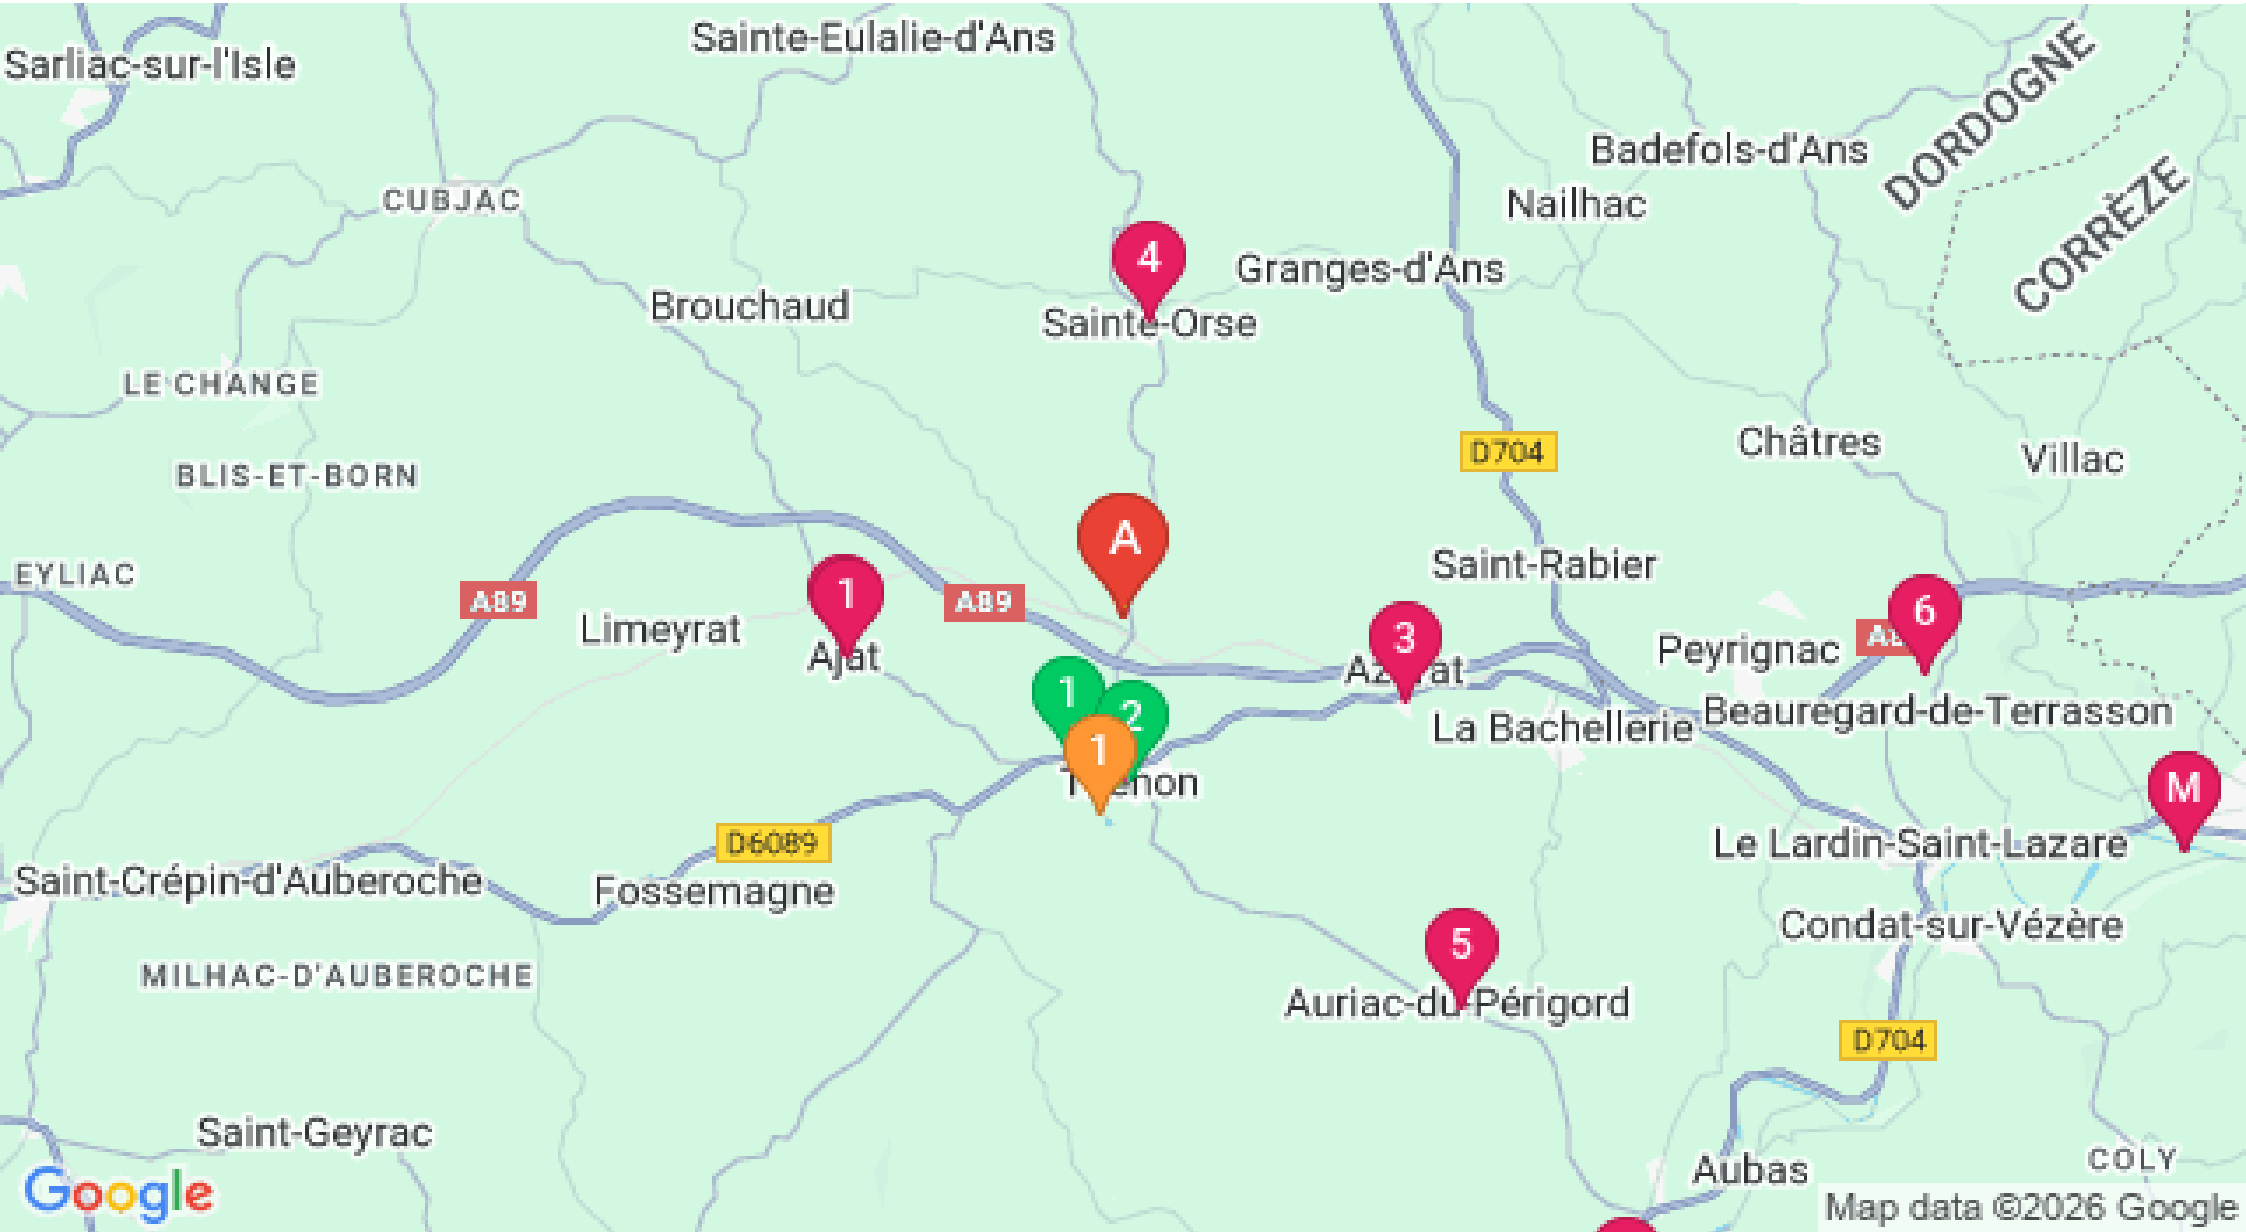 Sainte-Eulalie-d'Ans
Sarliac-sur-l'Isle
DORDOGNE
Badefols-d'Ans
CUBJAC
Nailhac
CORRÈZE
4
Granges-d'Ans
Brouchaud
Sainte-Orse
LE CHANGE
D704
Châtres
Villac
BLIS-ET-BORN
A
Saint-Rabier
EYLIAC
A89
1
A89
6
Limeyrat
3
Peyrignac
Ajat
Azerat
1
2
Beauregard-de-Terrasson
La Bachellerie
1
Thenon
M
D6089
Le Lardin-Saint-Lazare
Saint-Crépin-d'Auberoche
Fossemagne
Condat-sur-Vézère
5
MILHAC-D'AUBEROCHE
Auriac-du-Périgord
D704
Saint-Geyrac
COLY
Aubas
Google
Map data ©2026 Google